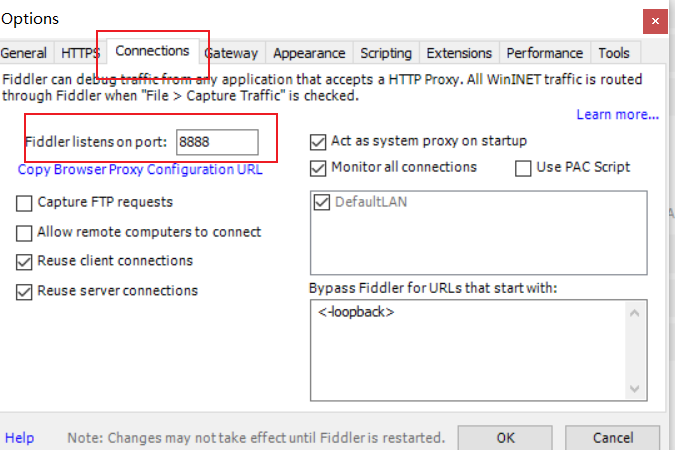 Options
General HTTPS Connections Gateway Appearance Scripting Extensions Performance Tools
Fiddler can debug traffic from any application that accepts a HTTP Proxy. All WinINET traffic is routed
through Fiddler when "File > Capture Traffic" is checked.
Learn more...
Fiddler listens on port: 8888
Copy Browser Proxy Configuration URL
Capture FTP requests
Allow remote computers to connect
Reuse client connections
Reuse server connections
Act as system proxy on startup
Monitor all connections Use PAC Script
DefaultLAN
Bypass Fiddler for URLs that start with:
<-loopback>
Help Note: Changes may not take effect until Fiddler is restarted. OK Cancel